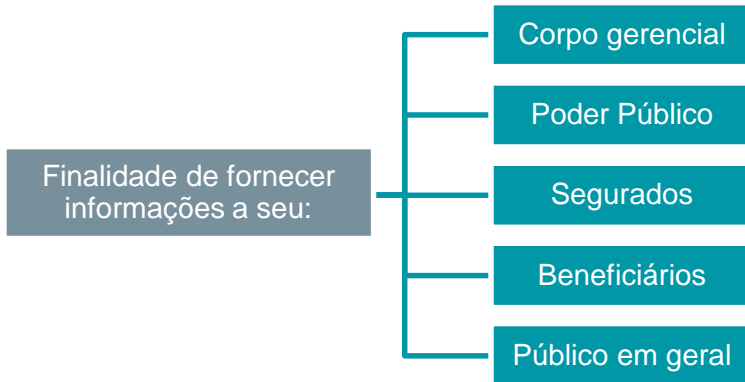 Finalidade de fornecer
informações a seu:
Corpo gerencial
Poder Público
Segurados
Beneficiários
Público em geral